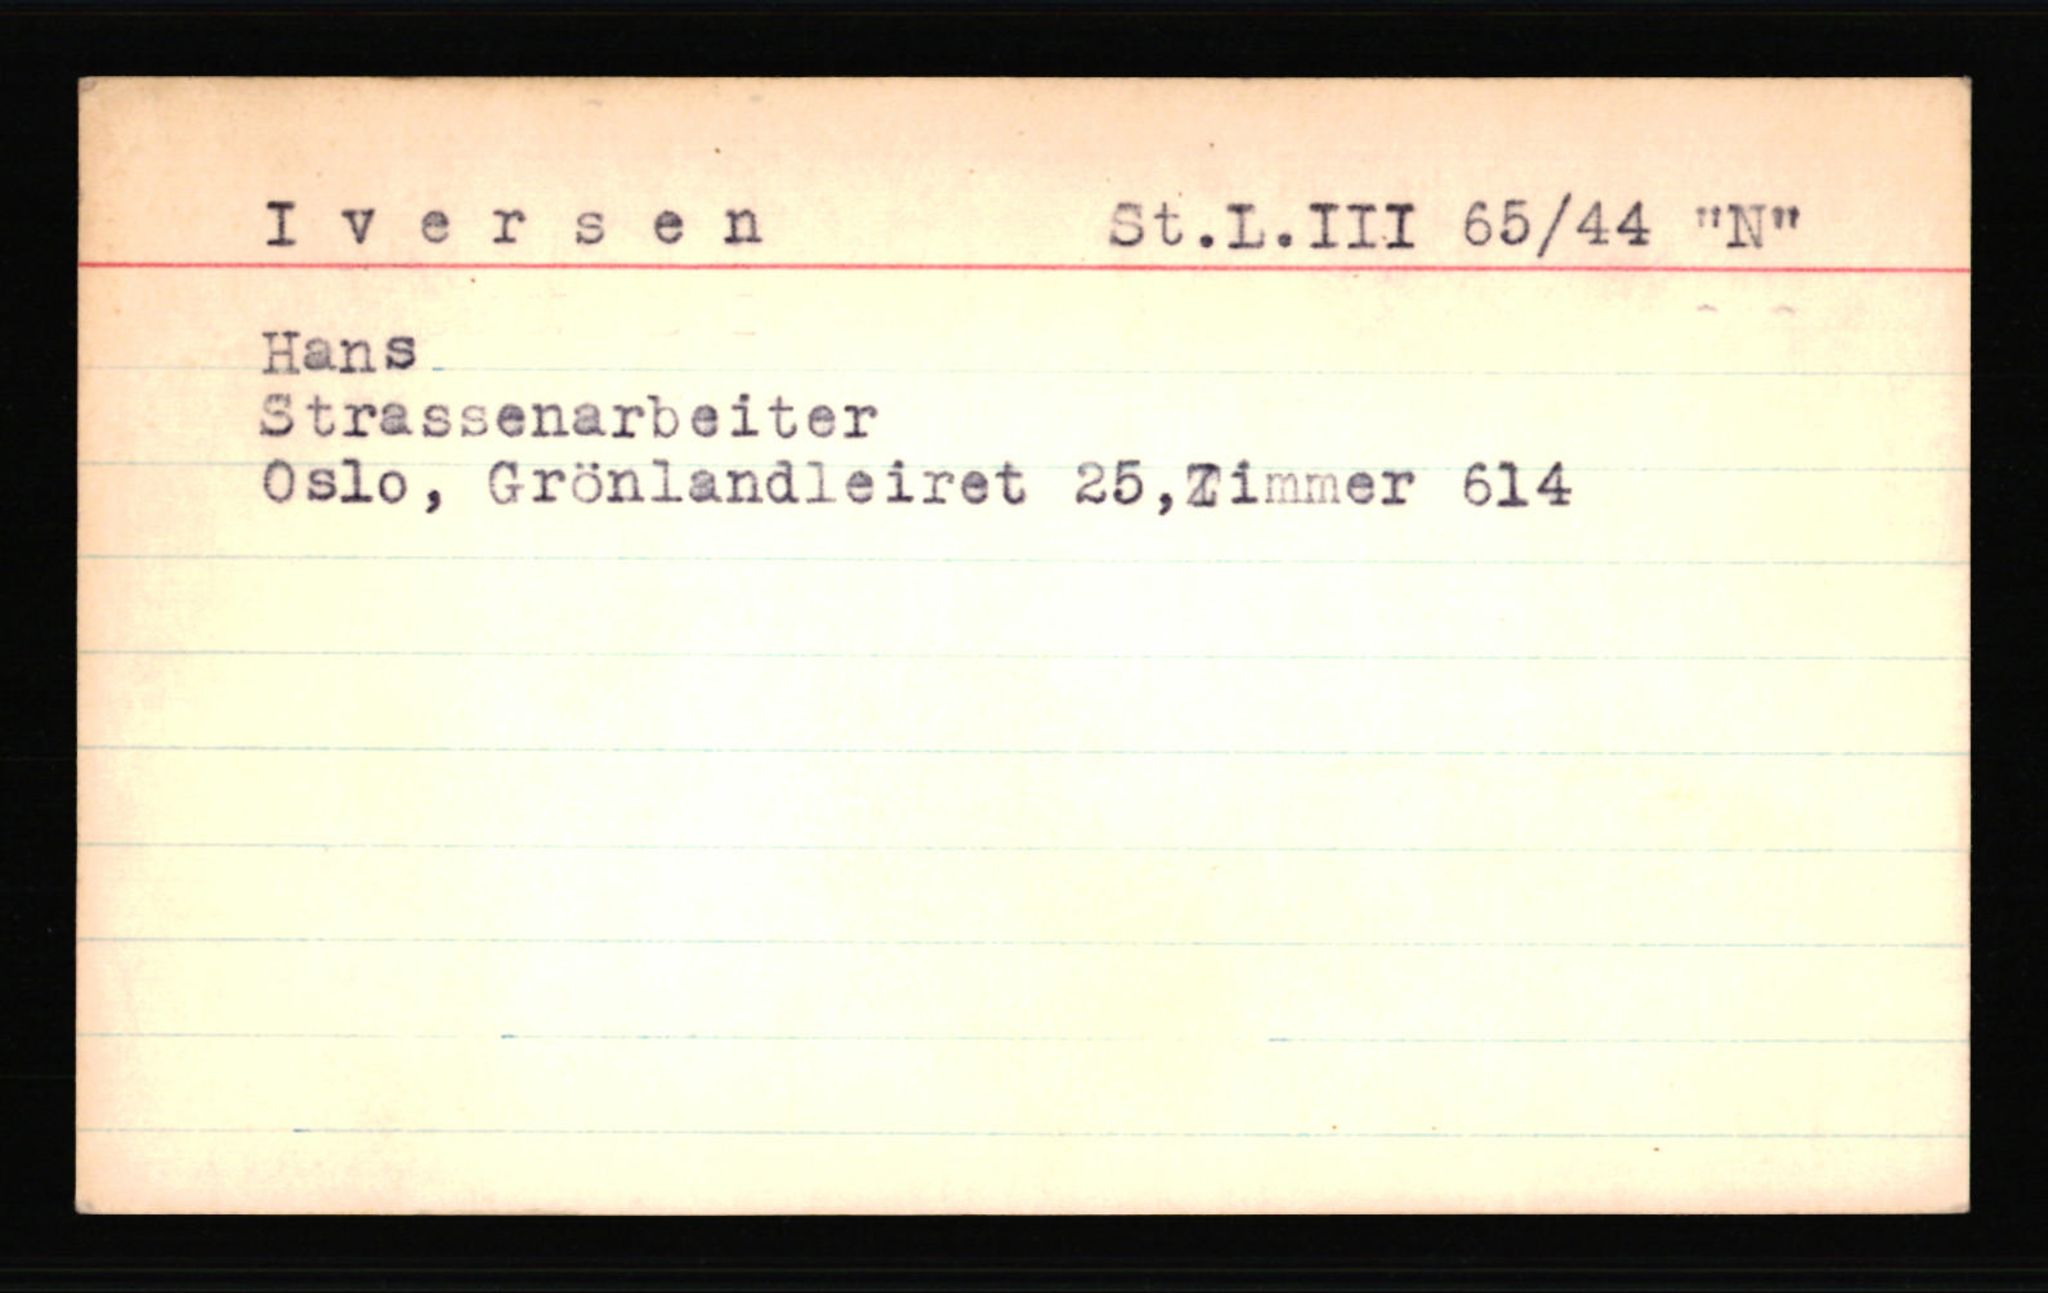 I v e r s e n St.L.III 65/44 "N"
Hans
Strassenarbeiter
Oslo, Grönlandleiret 25,Zimmer 614